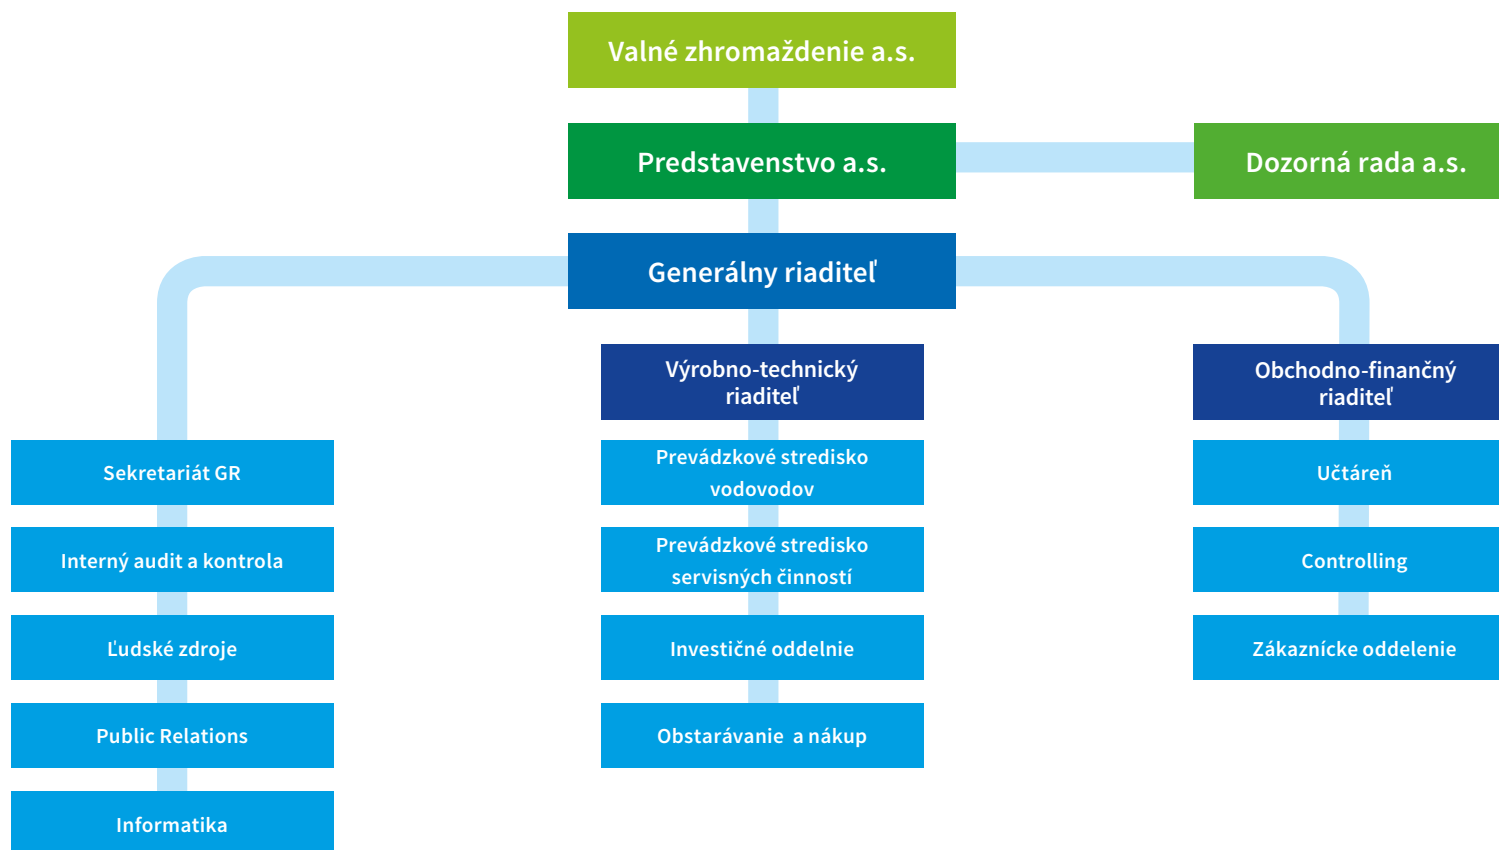 Valné zhromaždenie a.s.
Predstavenstvo a.s.
Dozorná rada a.s.
Generálny riaditeľ
Výrobno-technický
riaditeľ
Obchodno-finančný
riaditeľ
Sekretariát GR
Interný audit a kontrola
Ľudské zdroje
Public Relations
Informatika
Prevádzkové stredisko
vodovodov
Prevádzkové stredisko
servisných činností
Investičné oddelnie
Obstarávanie a nákup
Učtáreň
Controlling
Zákaznícke oddelenie